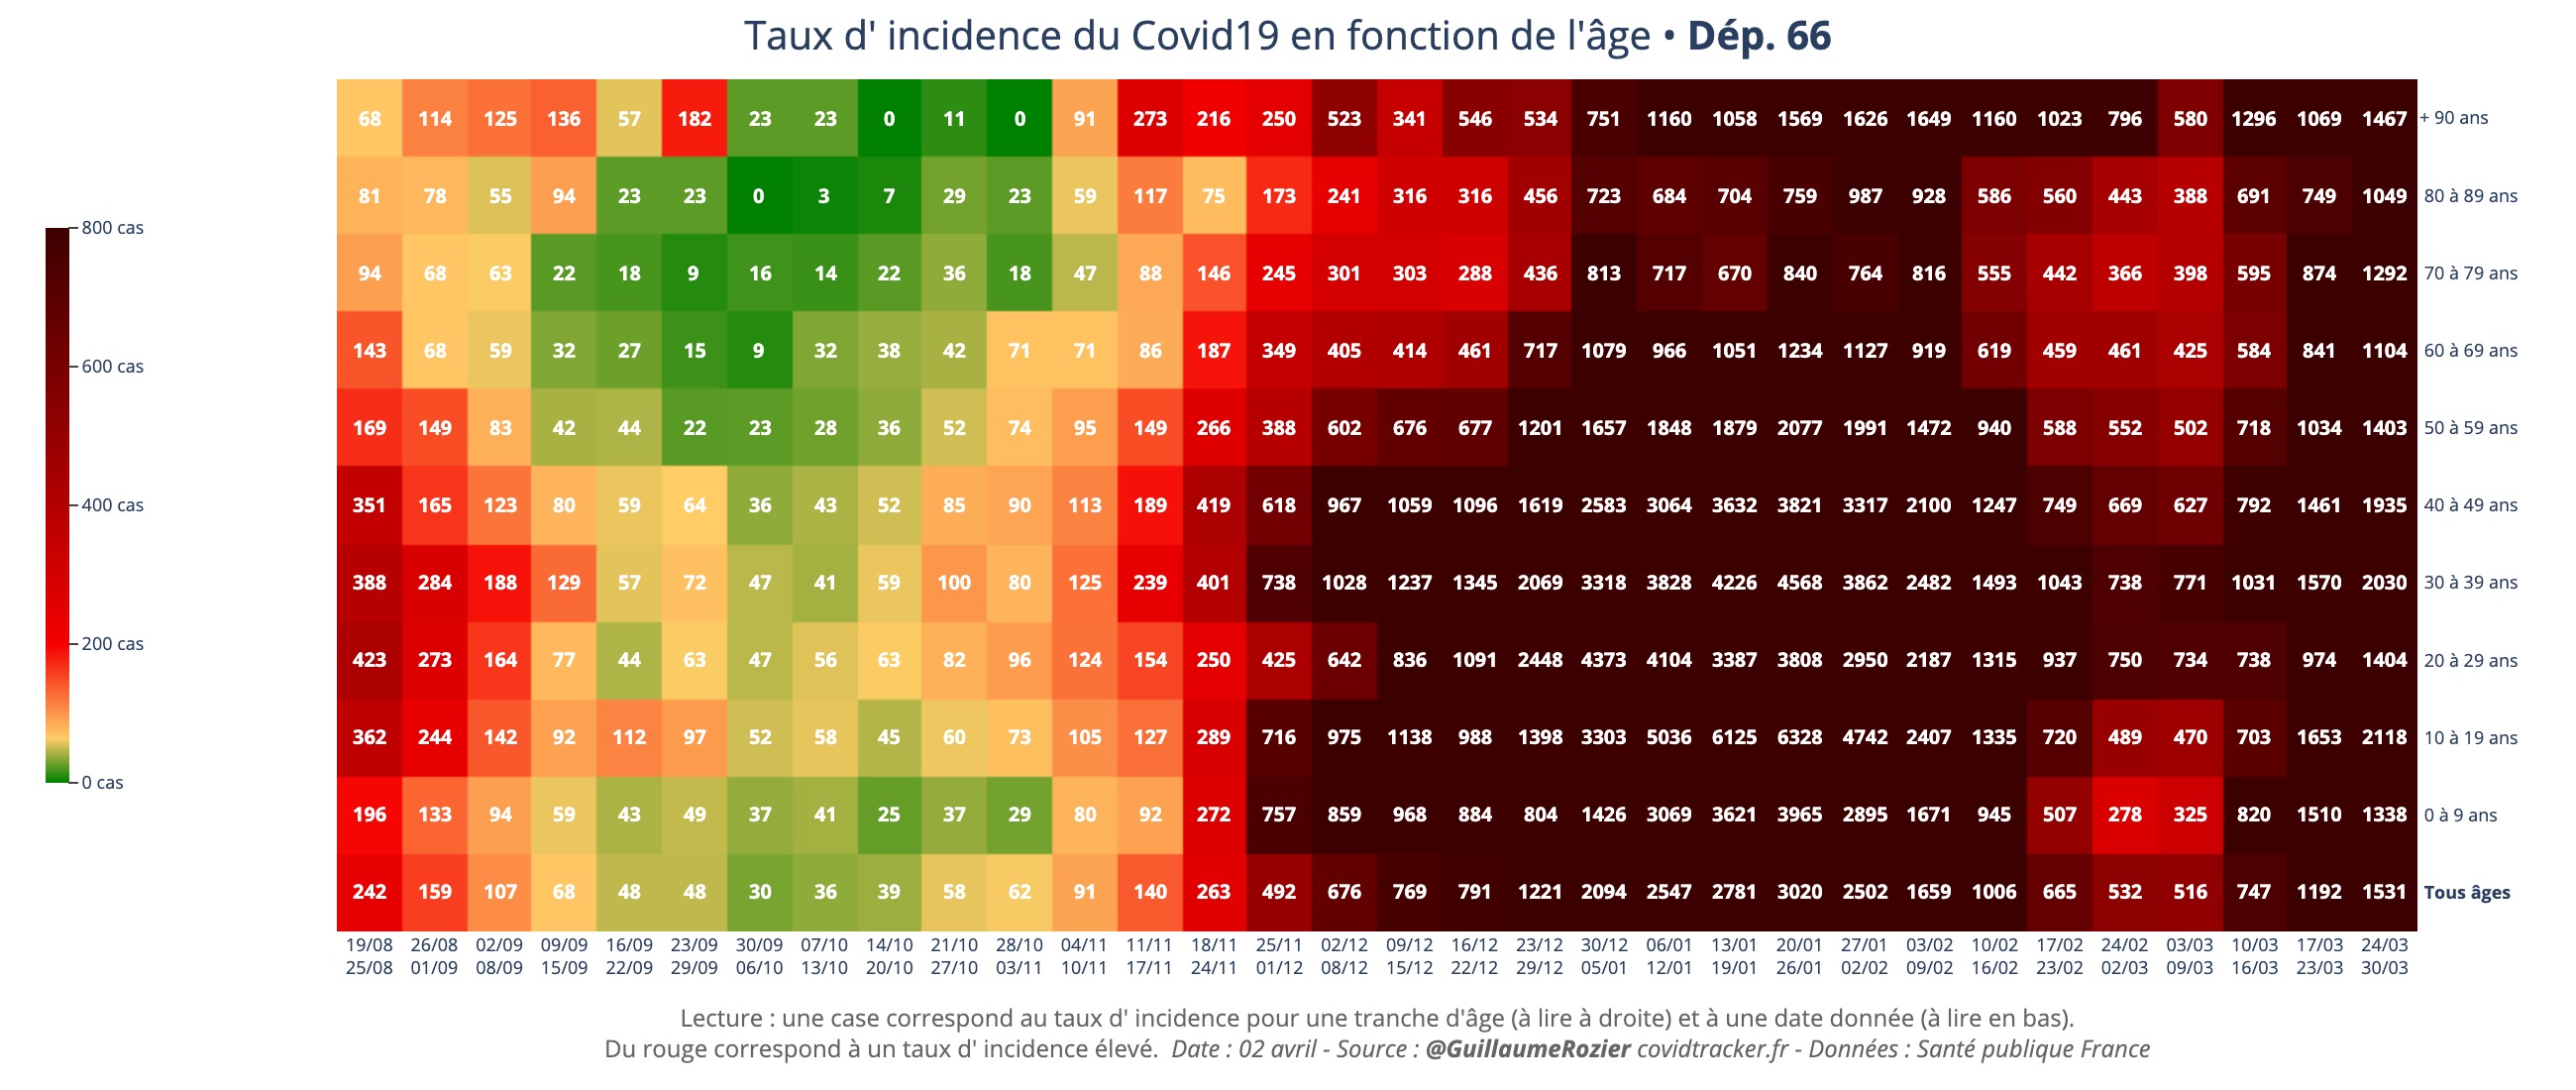 Taux d' incidence du Covid19 en fonction de l'âge • Dép. 66
68 114 125 136 57 182 23 23 0 11 0 91 273 216 250 523 341 546 534 751 1160 1058 1569 1626 1649 1160 1023 796 580 1296 1069 1467 + 90 ans
81 78 55 94 23 23 0 3 7 29 23 59 117 75 173 241 316 316 456 723 684 704 759 987 928 586 560 443 388 691 749 1049 80 à 89 ans
800 cas
94 68 63 22 18 9 16 14 22 36 18 47 88 146 245 301 303 288 436 813 717 670 840 764 816 555 442 366 398 595 874 1292 70 à 79 ans
143 68 59 32 27 15 9 32 38 42 71 71 86 187 349 405 414 461 717 1079 966 1051 1234 1127 919 619 459 461 425 584 841 1104 60 à 69 ans
600 cas
169 149 83 42 44 22 23 28 36 52 74 95 149 266 388 602 676 677 1201 1657 1848 1879 2077 1991 1472 940 588 552 502 718 1034 1403 50 à 59 ans
400 cas
351 165 123 80 59 64 36 43 52 85 90 113 189 419 618 967 1059 1096 1619 2583 3064 3632 3821 3317 2100 1247 749 669 627 792 1461 1935 40 à 49 ans
388 284 188 129 57 72 47 41 59 100 80 125 239 401 738 1028 1237 1345 2069 3318 3828 4226 4568 3862 2482 1493 1043 738 771 1031 1570 2030 30 à 39 ans
200 cas
423 273 164 77 44 63 47 56 63 82 96 124 154 250 425 642 836 1091 2448 4373 4104 3387 3808 2950 2187 1315 937 750 734 738 974 1404 20 à 29 ans
362 244 142 92 112 97 52 58 45 60 73 105 127 289 716 975 1138 988 1398 3303 5036 6125 6328 4742 2407 1335 720 489 470 703 1653 2118 10 à 19 ans
0 cas
196 133 94 59 43 49 37 41 25 37 29 80 92 272 757 859 968 884 804 1426 3069 3621 3965 2895 1671 945 507 278 325 820 1510 1338 0 à 9 ans
242 159 107 68 48 48 30 36 39 58 62 91 140 263 492 676 769 791 1221 2094 2547 2781 3020 2502 1659 1006 665 532 516 747 1192 1531 Tous âges
19/08 26/08 02/09 09/09 16/09 23/09 30/09 07/10 14/10 21/10 28/10 04/11 11/11 18/11 25/11 02/12 09/12 16/12 23/12 30/12 06/01 13/01 20/01 27/01 03/02 10/02 17/02 24/02 03/03 10/03 17/03 24/03
25/08 01/09 08/09 15/09 22/09 29/09 06/10 13/10 20/10 27/10 03/11 10/11 17/11 24/11 01/12 08/12 15/12 22/12 29/12 05/01 12/01 19/01 26/01 02/02 09/02 16/02 23/02 02/03 09/03 16/03 23/03 30/03
Lecture : une case correspond au taux d' incidence pour une tranche d'âge (à lire à droite) et à une date donnée (à lire en bas).
Du rouge correspond à un taux d' incidence élevé. Date : 02 avril - Source : @GuillaumeRozier covidtracker.fr - Données : Santé publique France